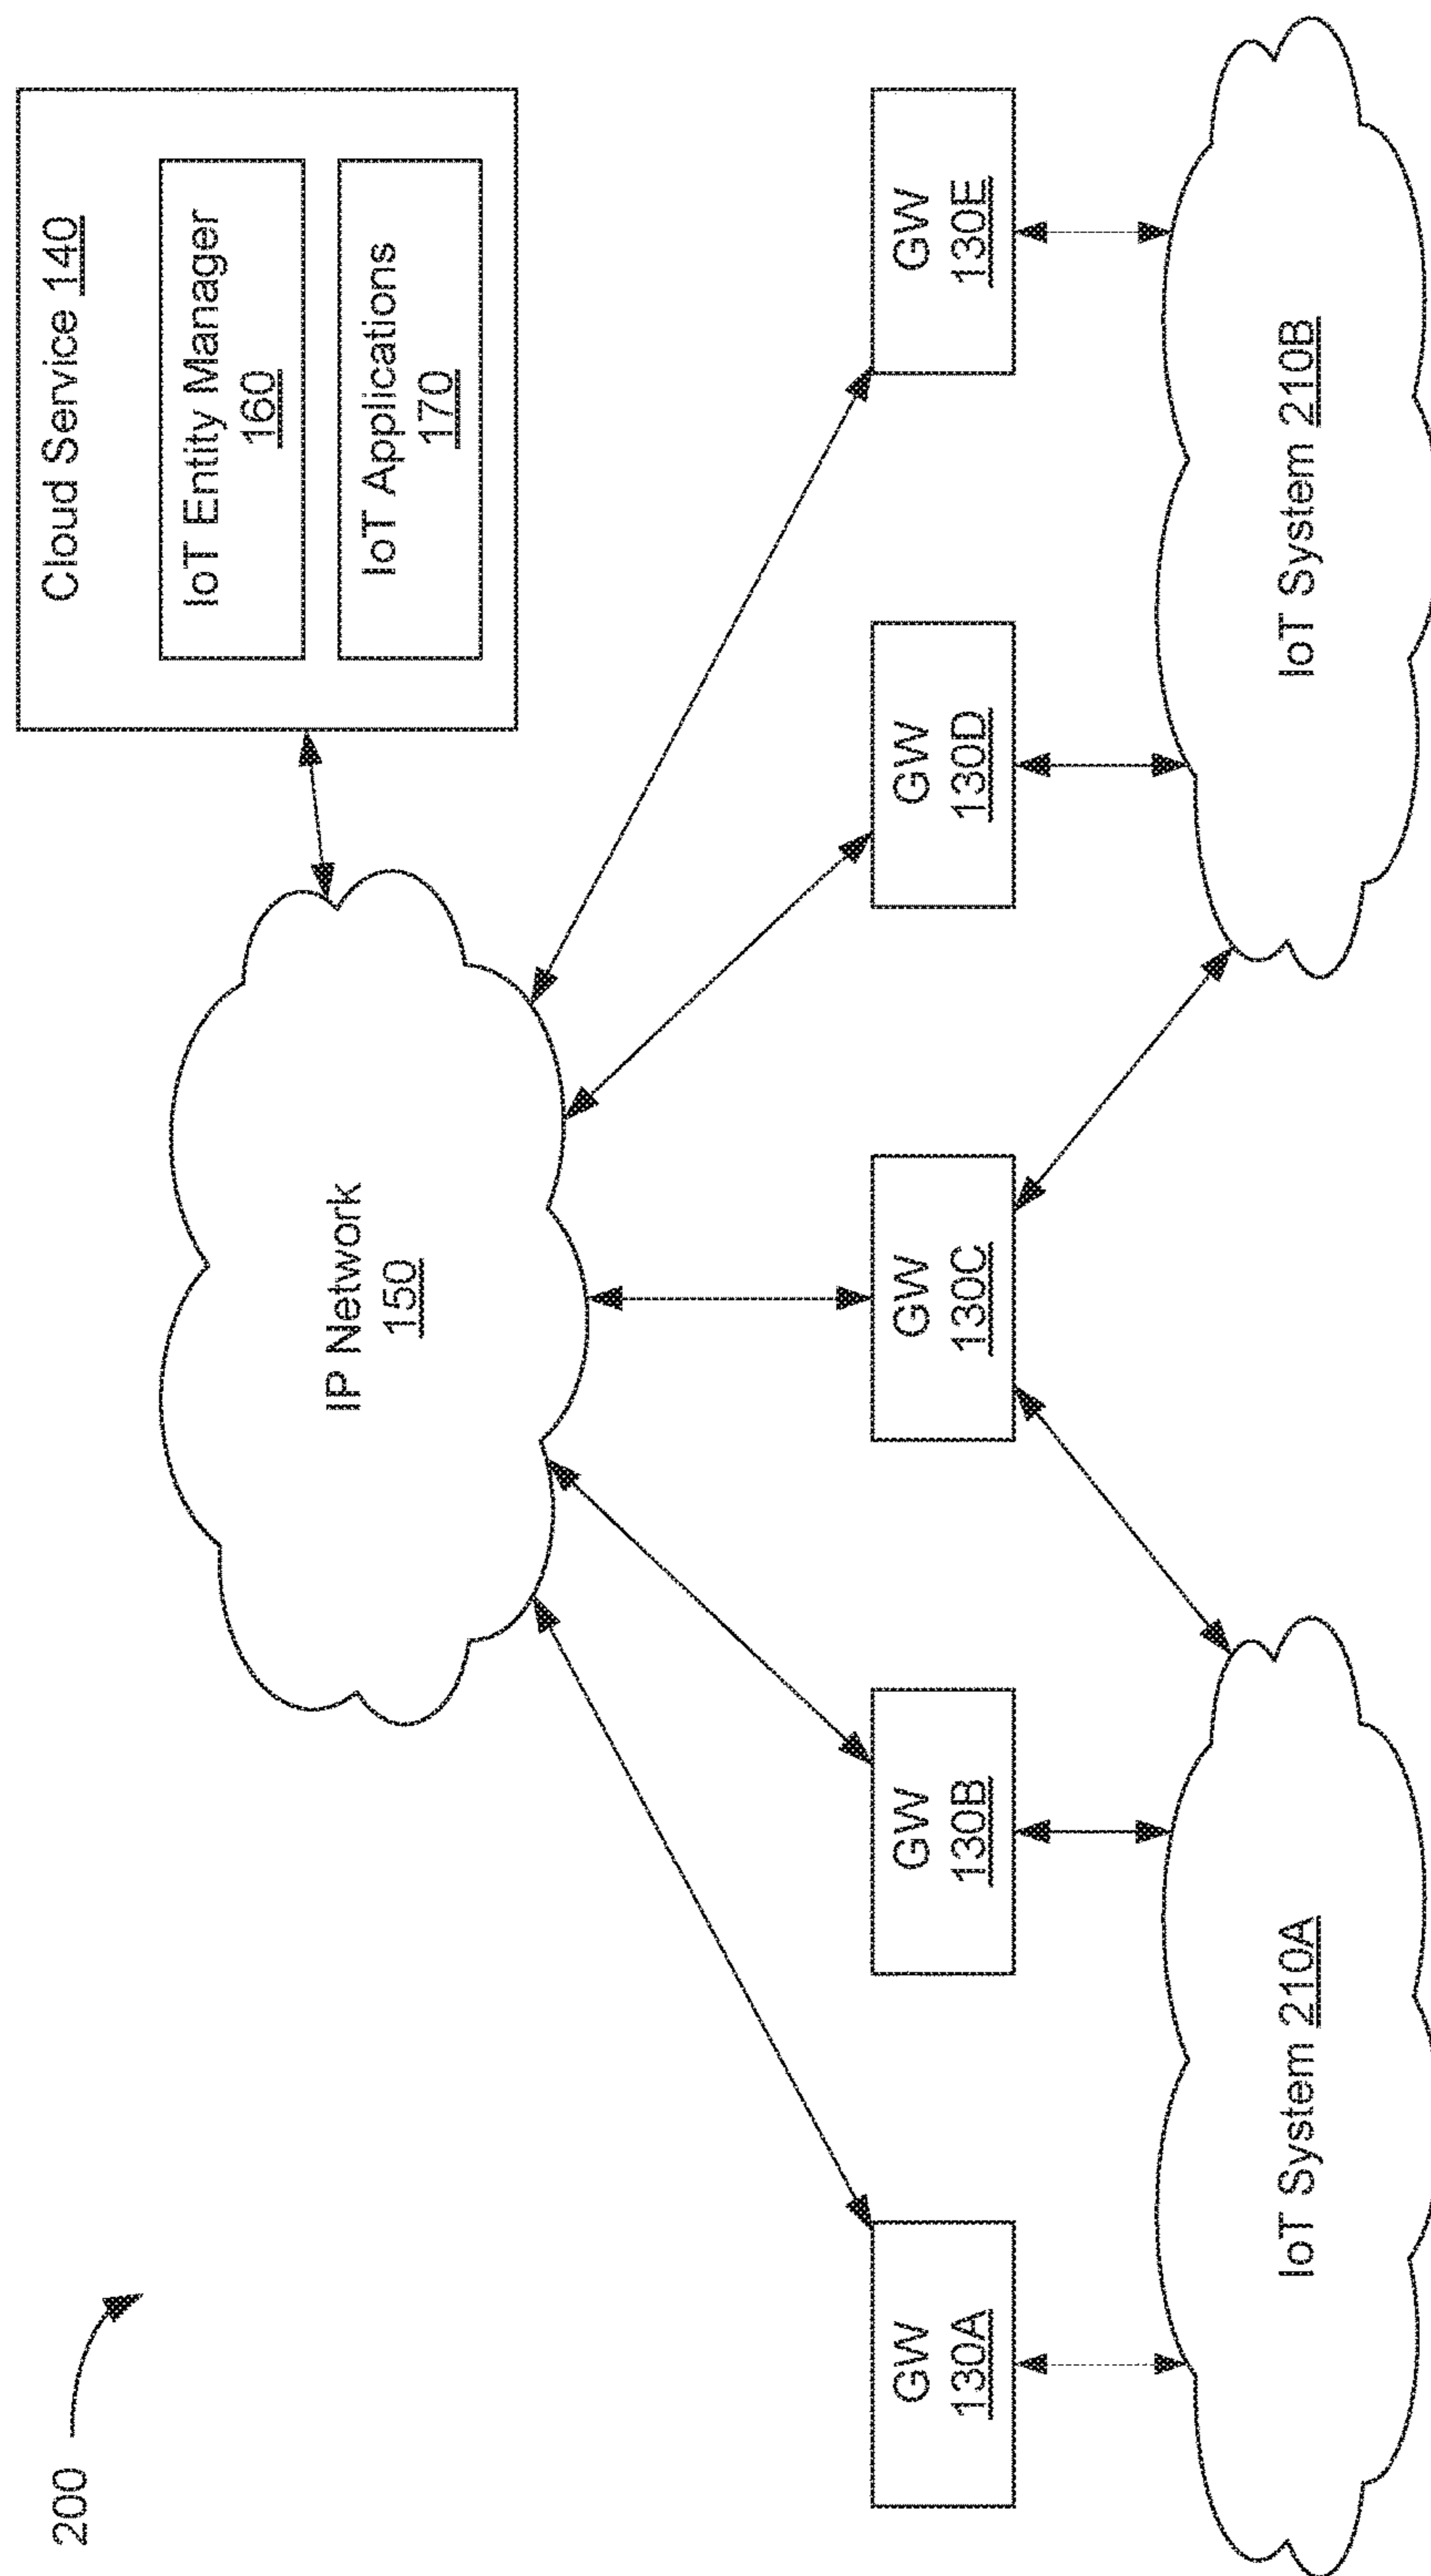 200
Cloud Service 140
IoT Entity Manager
160
IoT Applications
170
IP Network
150
GW
130A
GW
130B
GW
130C
GW
130D
GW
130E
IoT System 210A
IoT System 210B